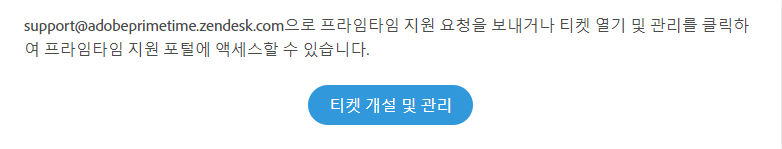 support@adobeprimetime.zendesk.com으로 프라임타임 지원 요청을 보내거나 티켓 열기 및 관리를 클릭하
여 프라임타임 지원 포털에 액세스할 수 있습니다.
티켓 개설 및 관리